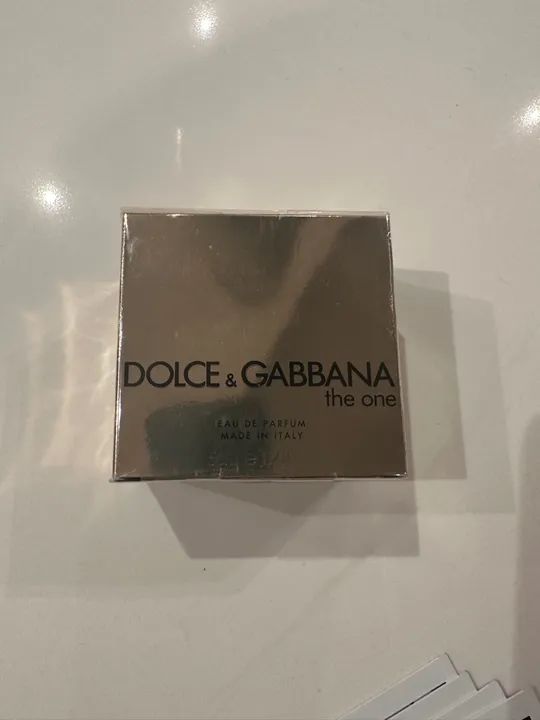 DOLCE & GABBANA
the one
EAU DE PARFUM
MADE IN ITALY